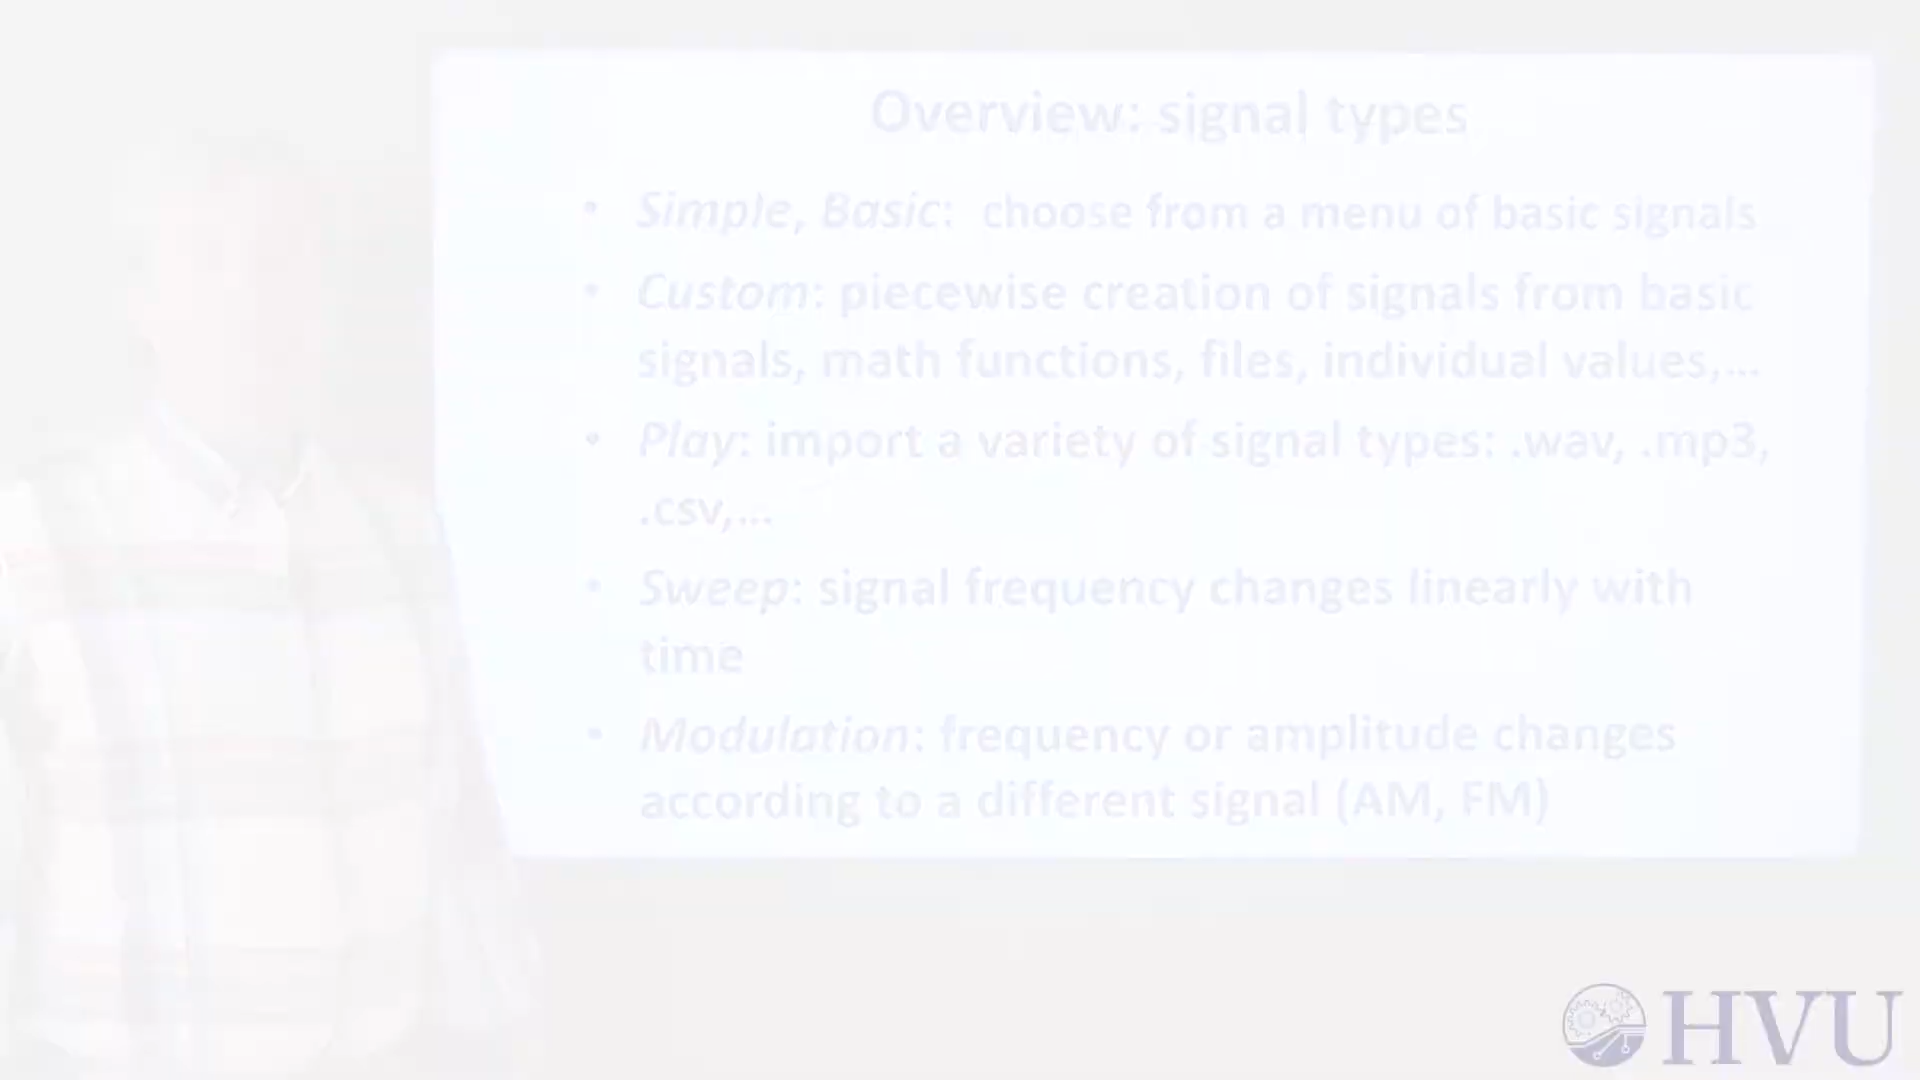 Overview: signal types
• Simple, Basic: choose from a menu of basic signals
• Custom: piecewise creation of signals from basic
signals, math functions, files, individual values,...
• Play: import a variety of signal types: .wav, .mp3,
.csv,...
• Sweep: signal frequency changes linearly with
time
• Modulation: frequency or amplitude changes
according to a different signal (AM, FM)
HVU